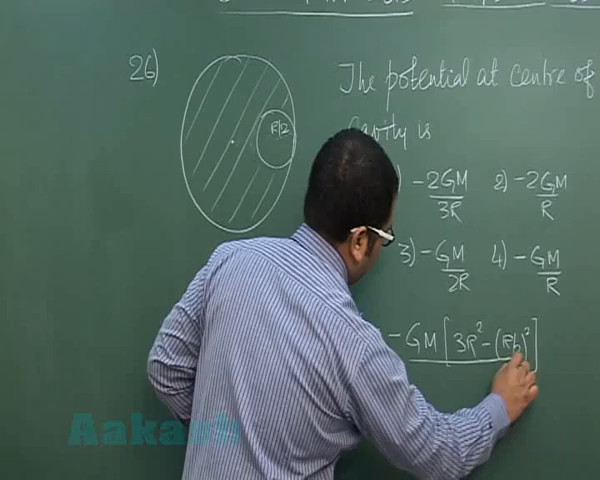 26)
R/2
The potential at centre of
cavity is
) -2GM/3R 2) -2GM/R
3) -GM/2R 4) -GM/R
-GM[3R² - (R/2)²]
Aakash